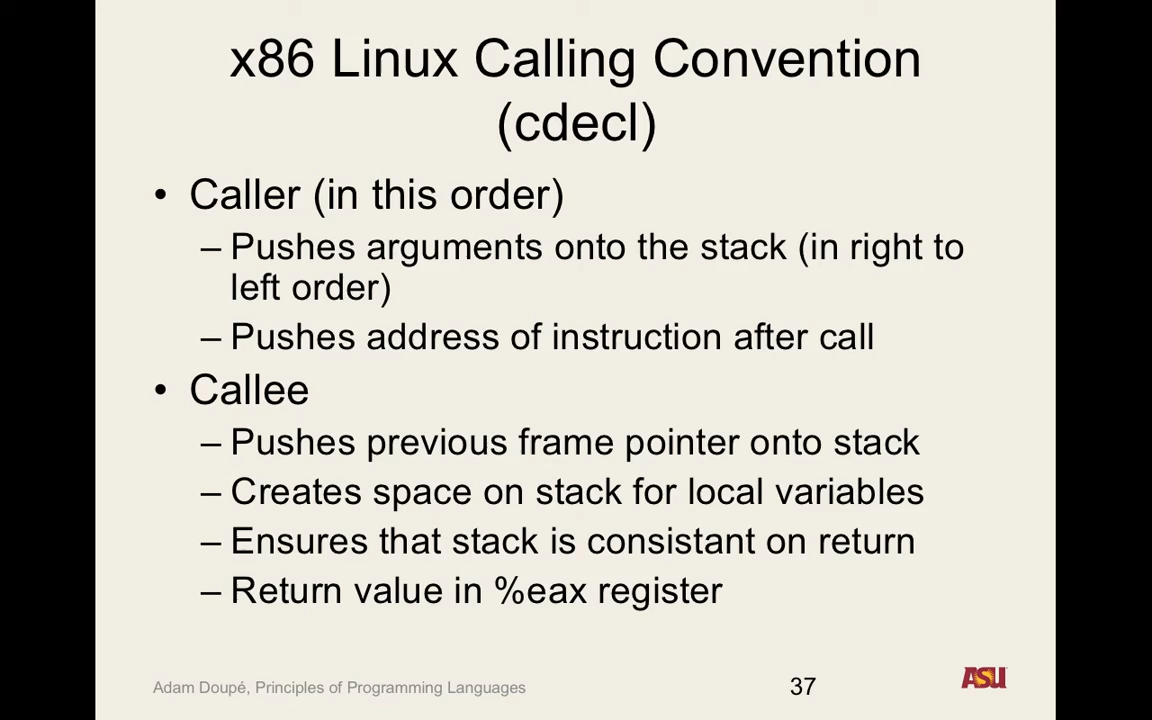 x86 Linux Calling Convention
(cdecl)
• Caller (in this order)
– Pushes arguments onto the stack (in right to
left order)
– Pushes address of instruction after call
• Callee
– Pushes previous frame pointer onto stack
– Creates space on stack for local variables
– Ensures that stack is consistant on return
– Return value in %eax register
Adam Doupé, Principles of Programming Languages
37
ASU